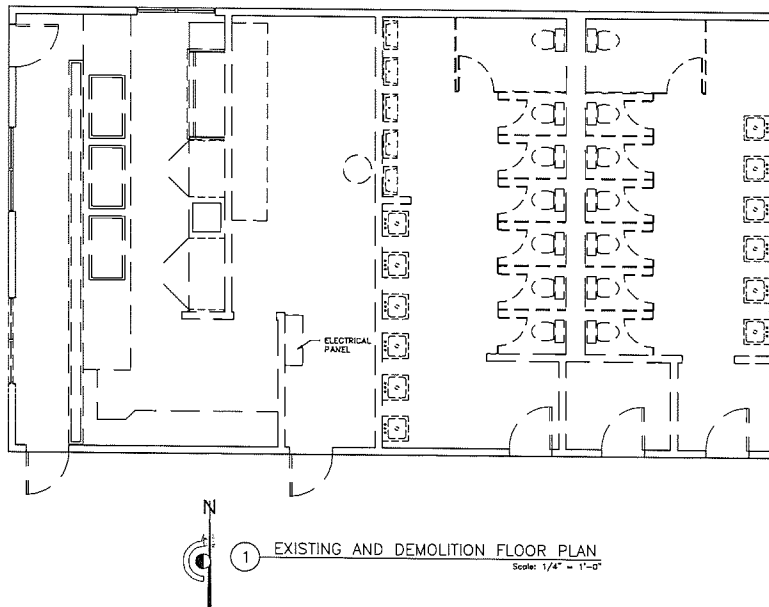 ELECTRICAL
PANEL
N
1 EXISTING AND DEMOLITION FLOOR PLAN
Scale: 1/4" = 1'-0"